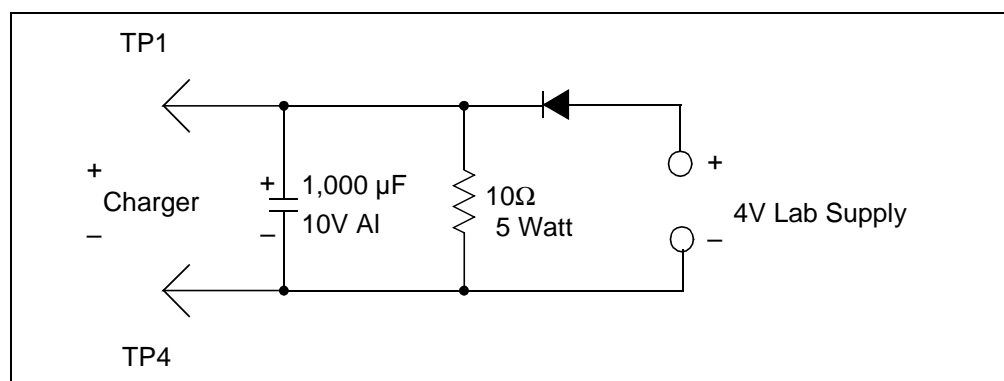 TP1
+
Charger
–
+
1,000 µF
10V Al
–
10Ω
5 Watt
+
4V Lab Supply
–
TP4